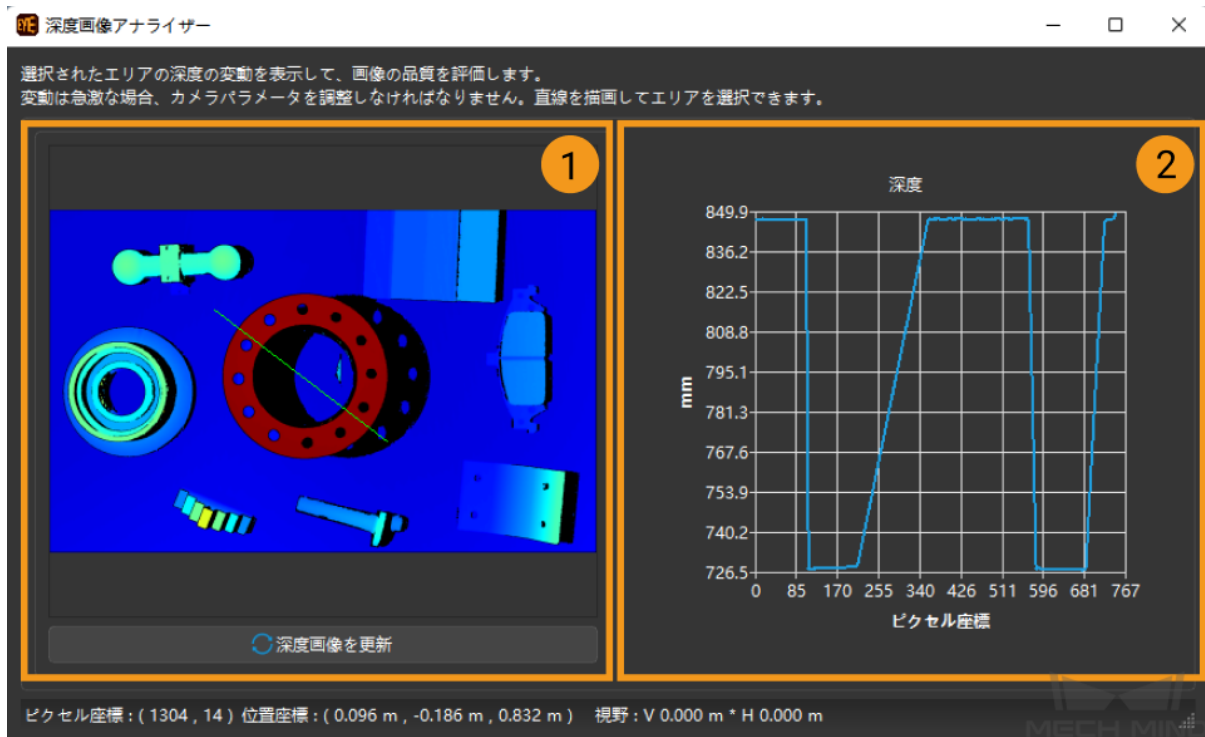 EYE 深度画像アナライザー
選択されたエリアの深度の変動を表示して、画像の品質を評価します。
変動は急激な場合、カメラパラメータを調整しなければなりません。直線を描画してエリアを選択できます。
1
深度画像を更新
2
深度
849.9
836.2
822.5
808.8
795.1
781.3
767.6
753.9
740.2
726.5
mm
0 85 170 255 340 426 511 596 681 767
ピクセル座標
ピクセル座標 : ( 1304 , 14 ) 位置座標 : ( 0.096 m , -0.186 m , 0.832 m ) 視野 : V 0.000 m * H 0.000 m
MECH MIND